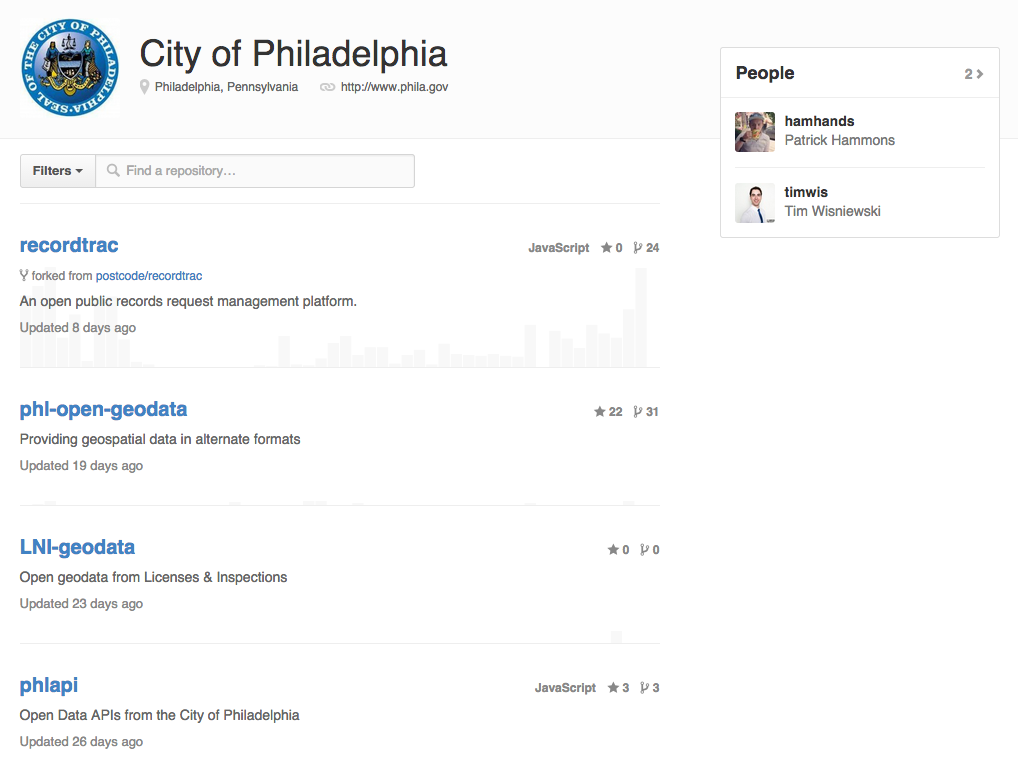 SEAL OF THE CITY OF PHILADELPHIA
City of Philadelphia
Philadelphia, Pennsylvania http://www.phila.gov
People 2
hamhands
Patrick Hammons
timwis
Tim Wisniewski
Filters Find a repository…
recordtrac JavaScript 0 24
forked from postcode/recordtrac
An open public records request management platform.
Updated 8 days ago
phl-open-geodata 22 31
Providing geospatial data in alternate formats
Updated 19 days ago
LNI-geodata 0 0
Open geodata from Licenses & Inspections
Updated 23 days ago
phlapi JavaScript 3 3
Open Data APIs from the City of Philadelphia
Updated 26 days ago